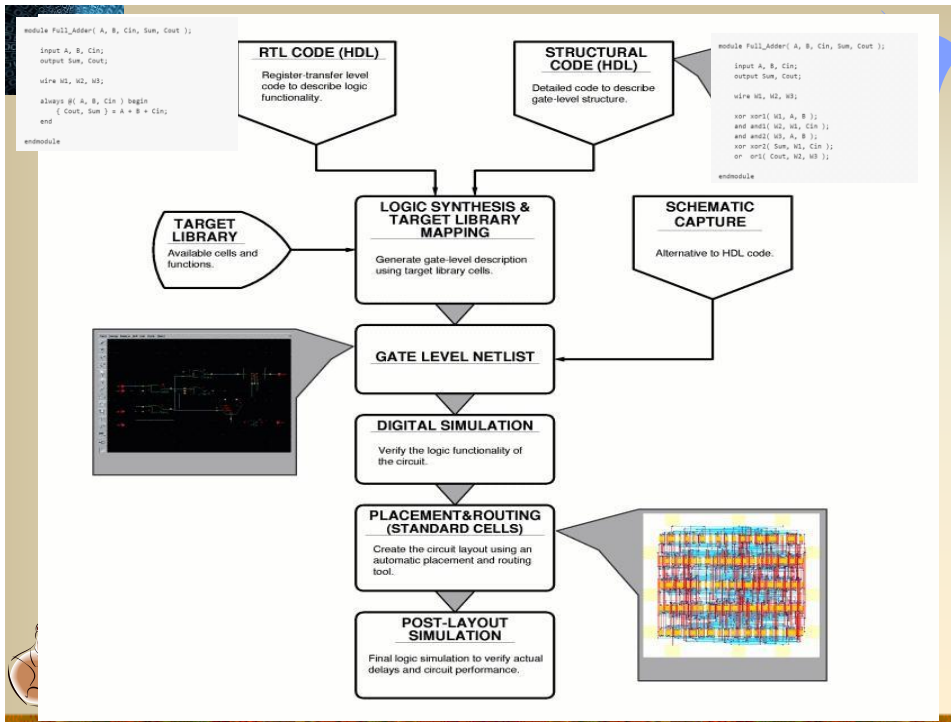 module Full_Adder( A, B, Cin, Sum, Cout );
input A, B, Cin;
output Sum, Cout;
wire W1, W2, W3;
always @( A, B, Cin ) begin
{ Cout, Sum } = A + B + Cin;
end
endmodule
RTL CODE (HDL)
Register-transfer level
code to describe logic
functionality.
STRUCTURAL
CODE (HDL)
Detailed code to describe
gate-level structure.
module Full_Adder( A, B, Cin, Sum, Cout );
input A, B, Cin;
output Sum, Cout;
wire W1, W2, W3;
xor xor1( W1, A, B );
and and1( W2, W1, Cin );
and and2( W3, A, B );
xor xor2( Sum, W1, Cin );
or or1( Cout, W2, W3 );
endmodule
TARGET
LIBRARY
Available cells and
functions.
LOGIC SYNTHESIS &
TARGET LIBRARY
MAPPING
Generate gate-level description
using target library cells.
SCHEMATIC
CAPTURE
Alternative to HDL code.
GATE LEVEL NETLIST
DIGITAL SIMULATION
Verify the logic functionality of
the circuit.
PLACEMENT&ROUTING
(STANDARD CELLS)
Create the circuit layout using an
automatic placement and routing
tool.
POST-LAYOUT
SIMULATION
Final logic simulation to verify actual
delays and circuit performance.